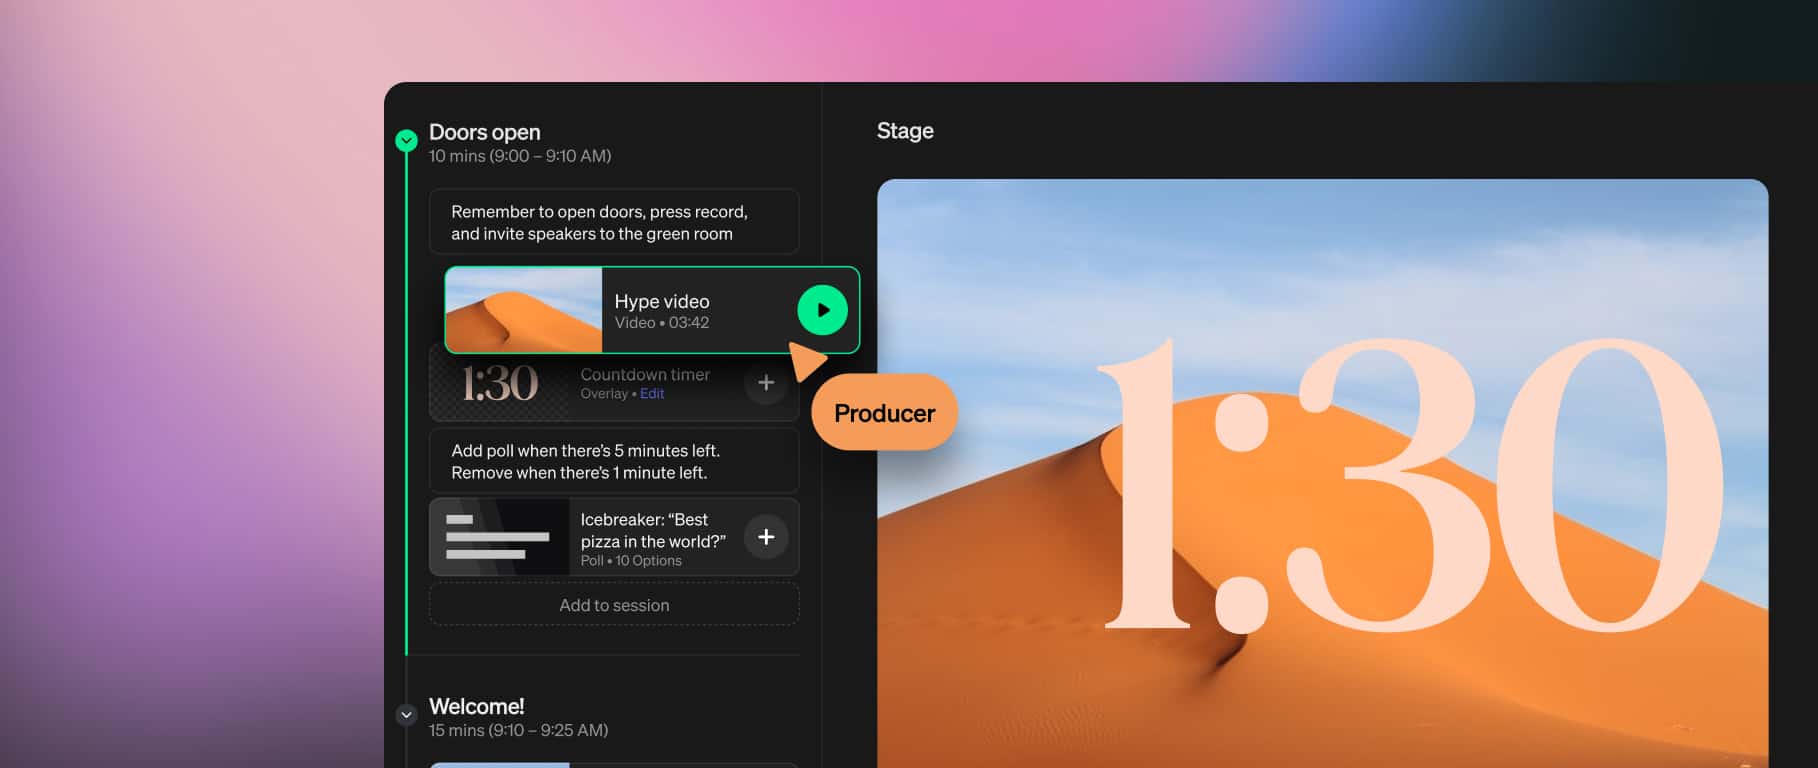 Doors open
10 mins (9:00 – 9:10 AM)
Remember to open doors, press record,
and invite speakers to the green room
Hype video
Video • 03:42
1:30
Countdown timer
Overlay • Edit
Producer
Add poll when there’s 5 minutes left.
Remove when there’s 1 minute left.
Icebreaker: “Best
pizza in the world?”
Poll • 10 Options
Add to session
Welcome!
15 mins (9:10 – 9:25 AM)
Stage
1:30